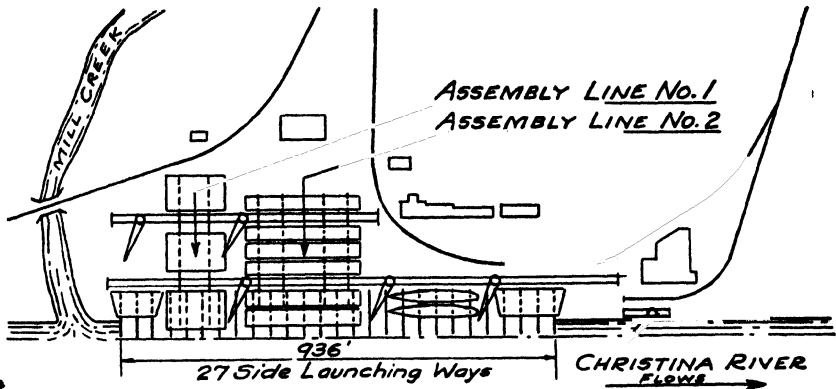 MILL CREEK
ASSEMBLY LINE NO. 1
ASSEMBLY LINE NO. 2
936'
27 Side Launching Ways
CHRISTINA RIVER
FLOWS